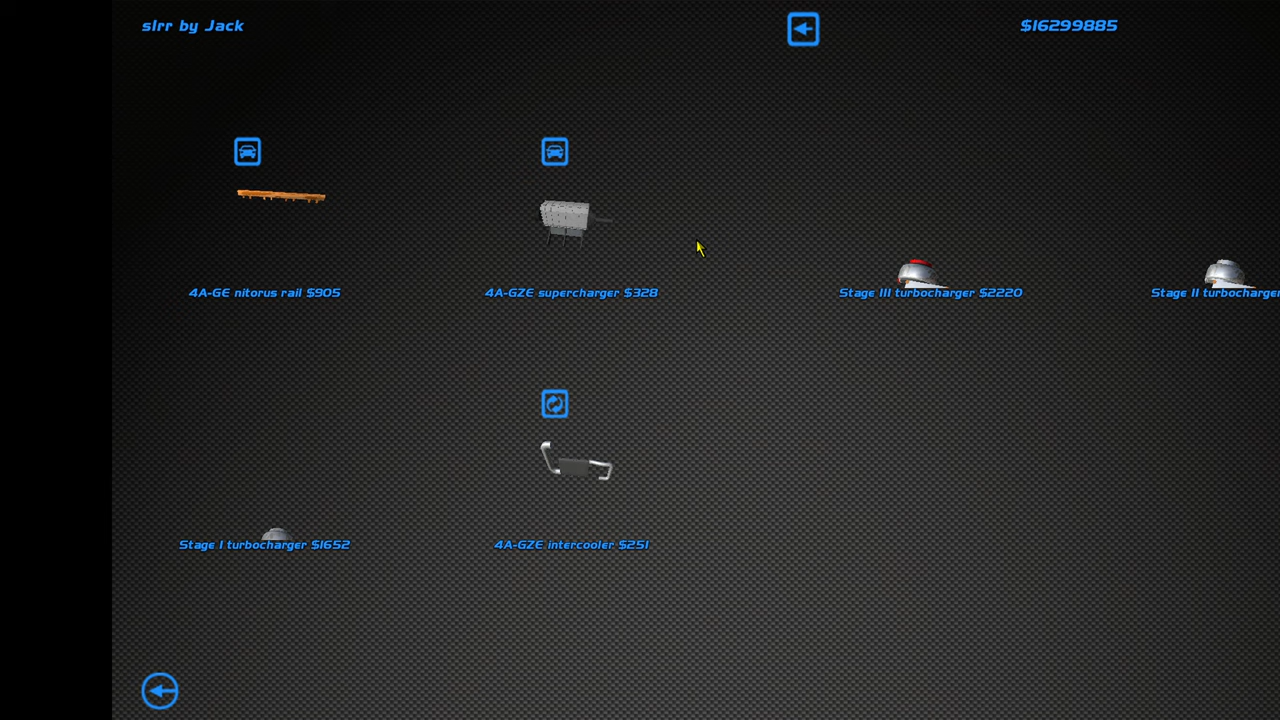 slrr by Jack
$16299885
4A-GE nitorus rail $905
4A-GZE supercharger $328
Stage III turbocharger $2220
Stage II turbocharger
Stage I turbocharger $1652
4A-GZE intercooler $251